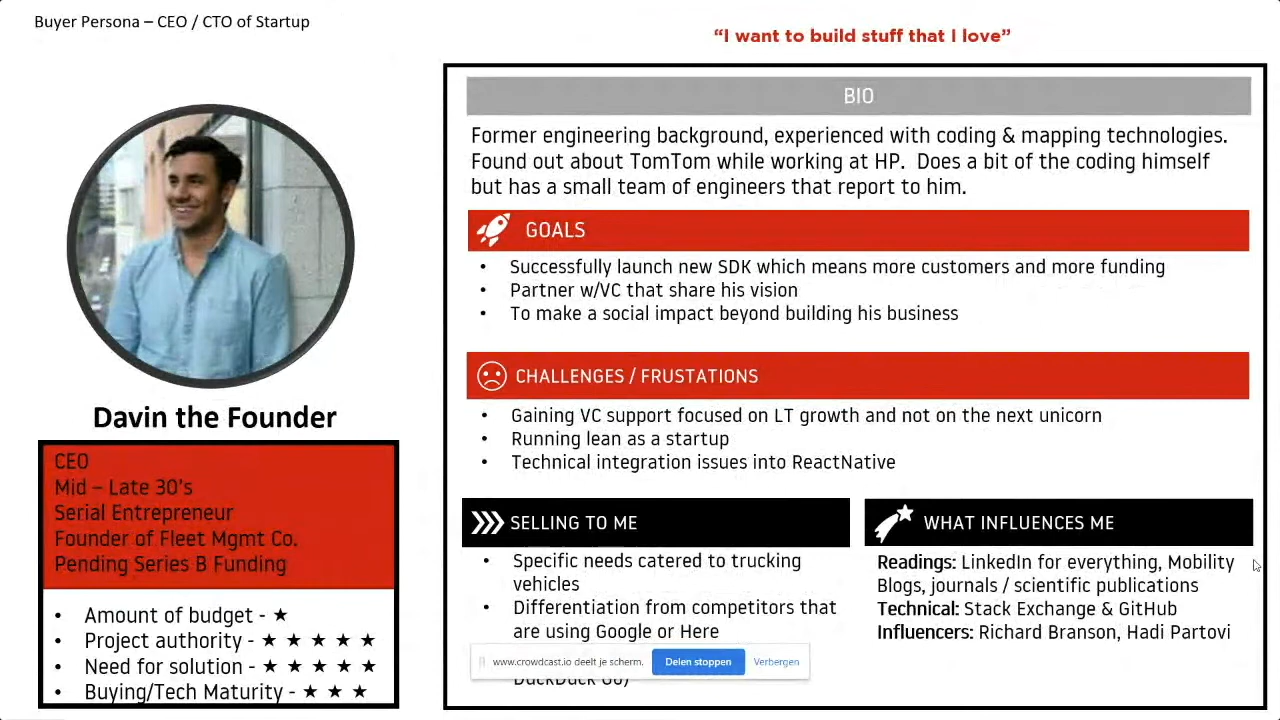 Buyer Persona – CEO / CTO of Startup
“I want to build stuff that I love”
BIO
Former engineering background, experienced with coding & mapping technologies.
Found out about TomTom while working at HP. Does a bit of the coding himself
but has a small team of engineers that report to him.
GOALS
• Successfully launch new SDK which means more customers and more funding
• Partner w/VC that share his vision
• To make a social impact beyond building his business
CHALLENGES / FRUSTATIONS
• Gaining VC support focused on LT growth and not on the next unicorn
• Running lean as a startup
• Technical integration issues into ReactNative
Davin the Founder
CEO
Mid – Late 30's
Serial Entrepreneur
Founder of Fleet Mgmt Co.
Pending Series B Funding
• Amount of budget - ★
• Project authority - ★ ★ ★ ★ ★
• Need for solution - ★ ★ ★ ★ ★
• Buying/Tech Maturity - ★ ★ ★
SELLING TO ME
• Specific needs catered to trucking
vehicles
• Differentiation from competitors that
are using Google or Here
www.crowdcast.io deelt je scherm. Delen stoppen Verbergen
WHAT INFLUENCES ME
Readings: LinkedIn for everything, Mobility
Blogs, journals / scientific publications
Technical: Stack Exchange & GitHub
Influencers: Richard Branson, Hadi Partovi